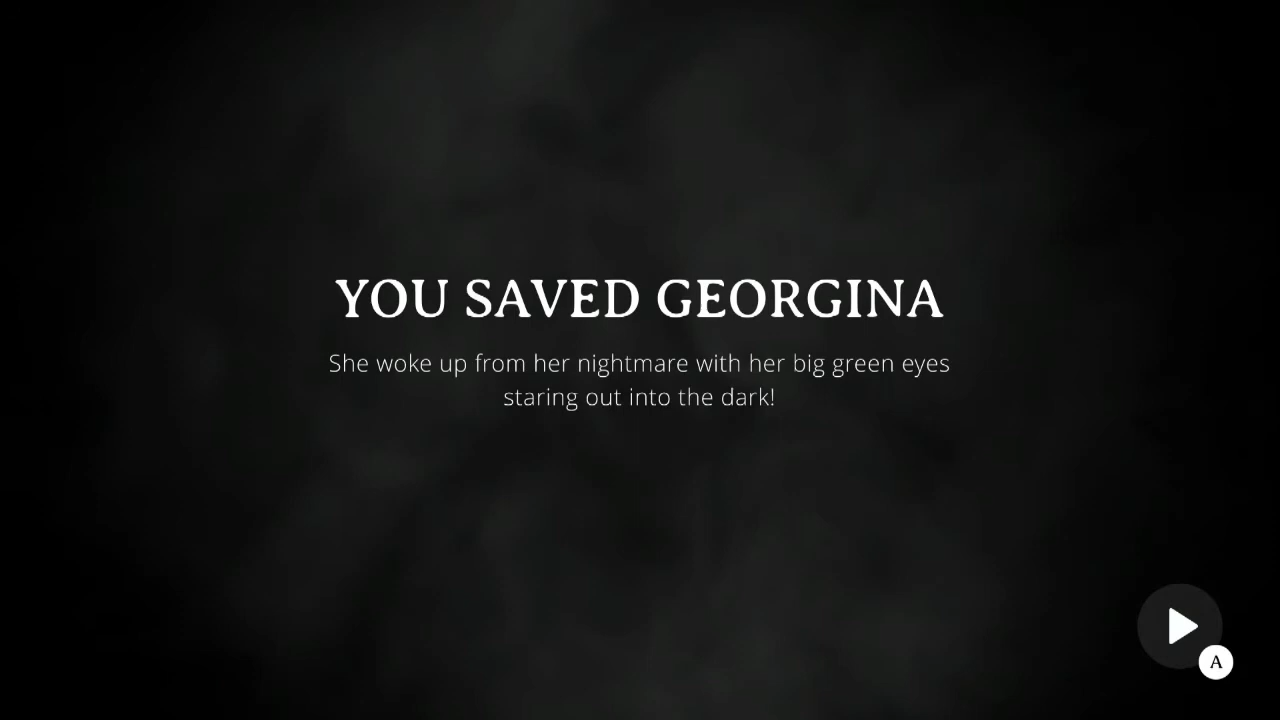 YOU SAVED GEORGINA
She woke up from her nightmare with her big green eyes
staring out into the dark!
A